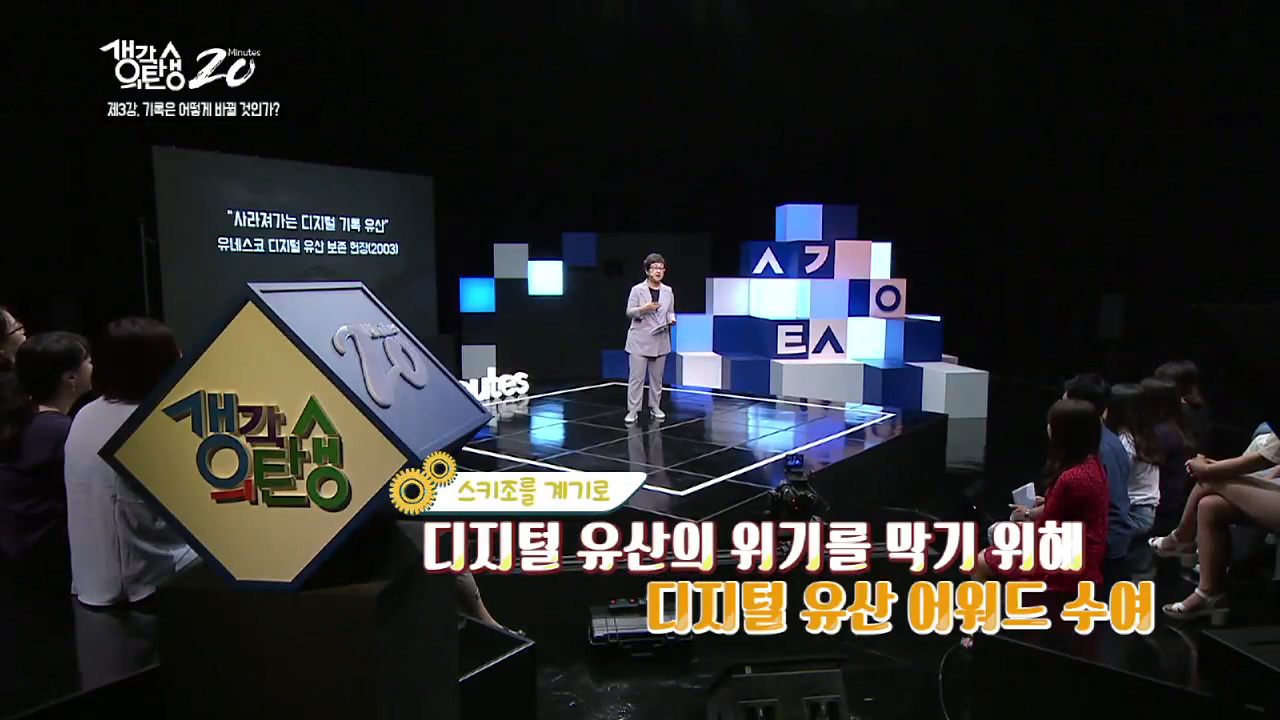 생각의 탄생 20 Minutes
제3강. 기록은 어떻게 바뀔 것인가?
"사라져가는 디지털 기록 유산"
유네스코 디지털 유산 보존 헌장(2003)
ㅅ ㄱ
ㅇ
ㅌㅅ
utes
20
생각의 탄생
스키조를 계기로
디지털 유산의 위기를 막기 위해
디지털 유산 어워드 수여